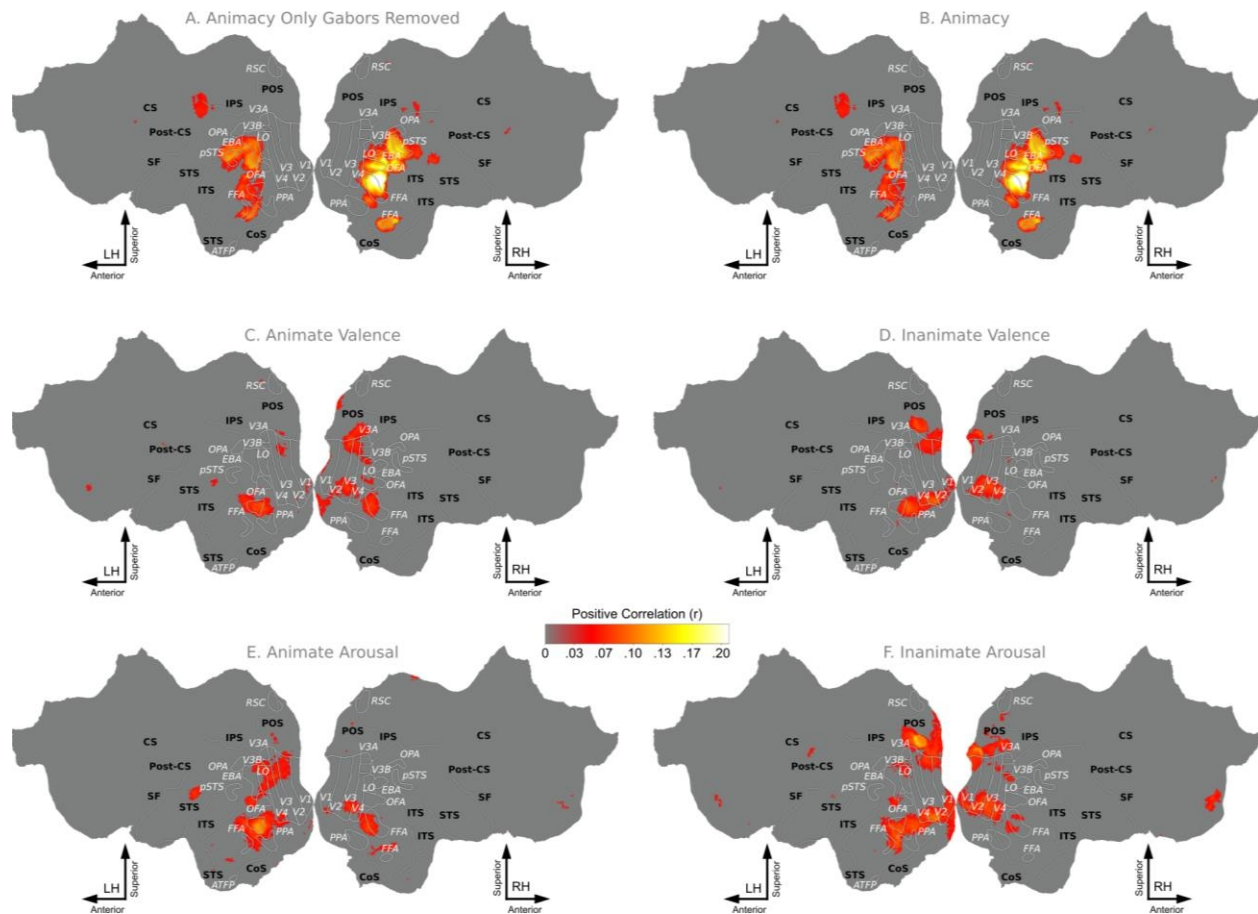 A. Animacy Only Gabors Removed
RSC POS CS IPS V3A Post-CS OPA V3B LO EBA SF pSTS STS V3 V1 V4 V2 OFA ITS FFA PPA STS CoS ATFP
RSC POS IPS CS V3A OPA V3B pSTS Post-CS LO EBA SF V1 V3 OFA V2 V4 ITS STS FFA ITS PPA FFA CoS
LH Superior Anterior
RH Superior Anterior
B. Animacy
RSC POS CS IPS V3A Post-CS OPA V3B LO EBA SF pSTS STS V3 V1 V4 V2 OFA ITS FFA PPA STS CoS ATFP
RSC POS IPS CS V3A OPA V3B pSTS Post-CS LO EBA SF V1 V3 OFA V2 V4 ITS STS FFA ITS PPA FFA CoS
LH Superior Anterior
RH Superior Anterior
C. Animate Valence
RSC POS CS IPS V3A Post-CS OPA V3B LO EBA SF pSTS STS V3 V1 V4 V2 OFA ITS FFA PPA STS CoS ATFP
RSC POS IPS CS V3A OPA V3B pSTS Post-CS LO EBA SF V1 V3 OFA V2 V4 ITS STS ITS PPA FFA CoS
LH Superior Anterior
RH Superior Anterior
D. Inanimate Valence
POS CS IPS V3A Post-CS OPA V3B LO EBA SF pSTS STS V3 V1 V4 V2 OFA ITS FFA PPA STS CoS ATFP
RSC POS IPS CS V3A OPA V3B pSTS Post-CS LO EBA SF V1 V3 OFA V2 V4 ITS STS ITS PPA FFA CoS
LH Superior Anterior
RH Superior Anterior
Positive Correlation (r)
0 .03 .07 .10 .13 .17 .20
E. Animate Arousal
RSC POS CS IPS V3A Post-CS OPA V3B LO EBA SF pSTS STS V3 V1 V4 V2 OFA ITS FFA PPA STS CoS ATFP
RSC POS IPS CS V3A OPA V3B pSTS Post-CS LO EBA SF V1 V3 OFA V2 V4 ITS STS ITS PPA FFA CoS
LH Superior Anterior
RH Superior Anterior
F. Inanimate Arousal
RSC POS CS IPS V3A Post-CS OPA V3B LO EBA SF pSTS STS V3 V1 V4 V2 OFA ITS FFA PPA STS CoS ATFP
RSC POS IPS CS V3A OPA V3B pSTS Post-CS LO EBA SF V1 V3 OFA V2 V4 ITS STS ITS PPA FFA CoS
LH Superior Anterior
RH Superior Anterior